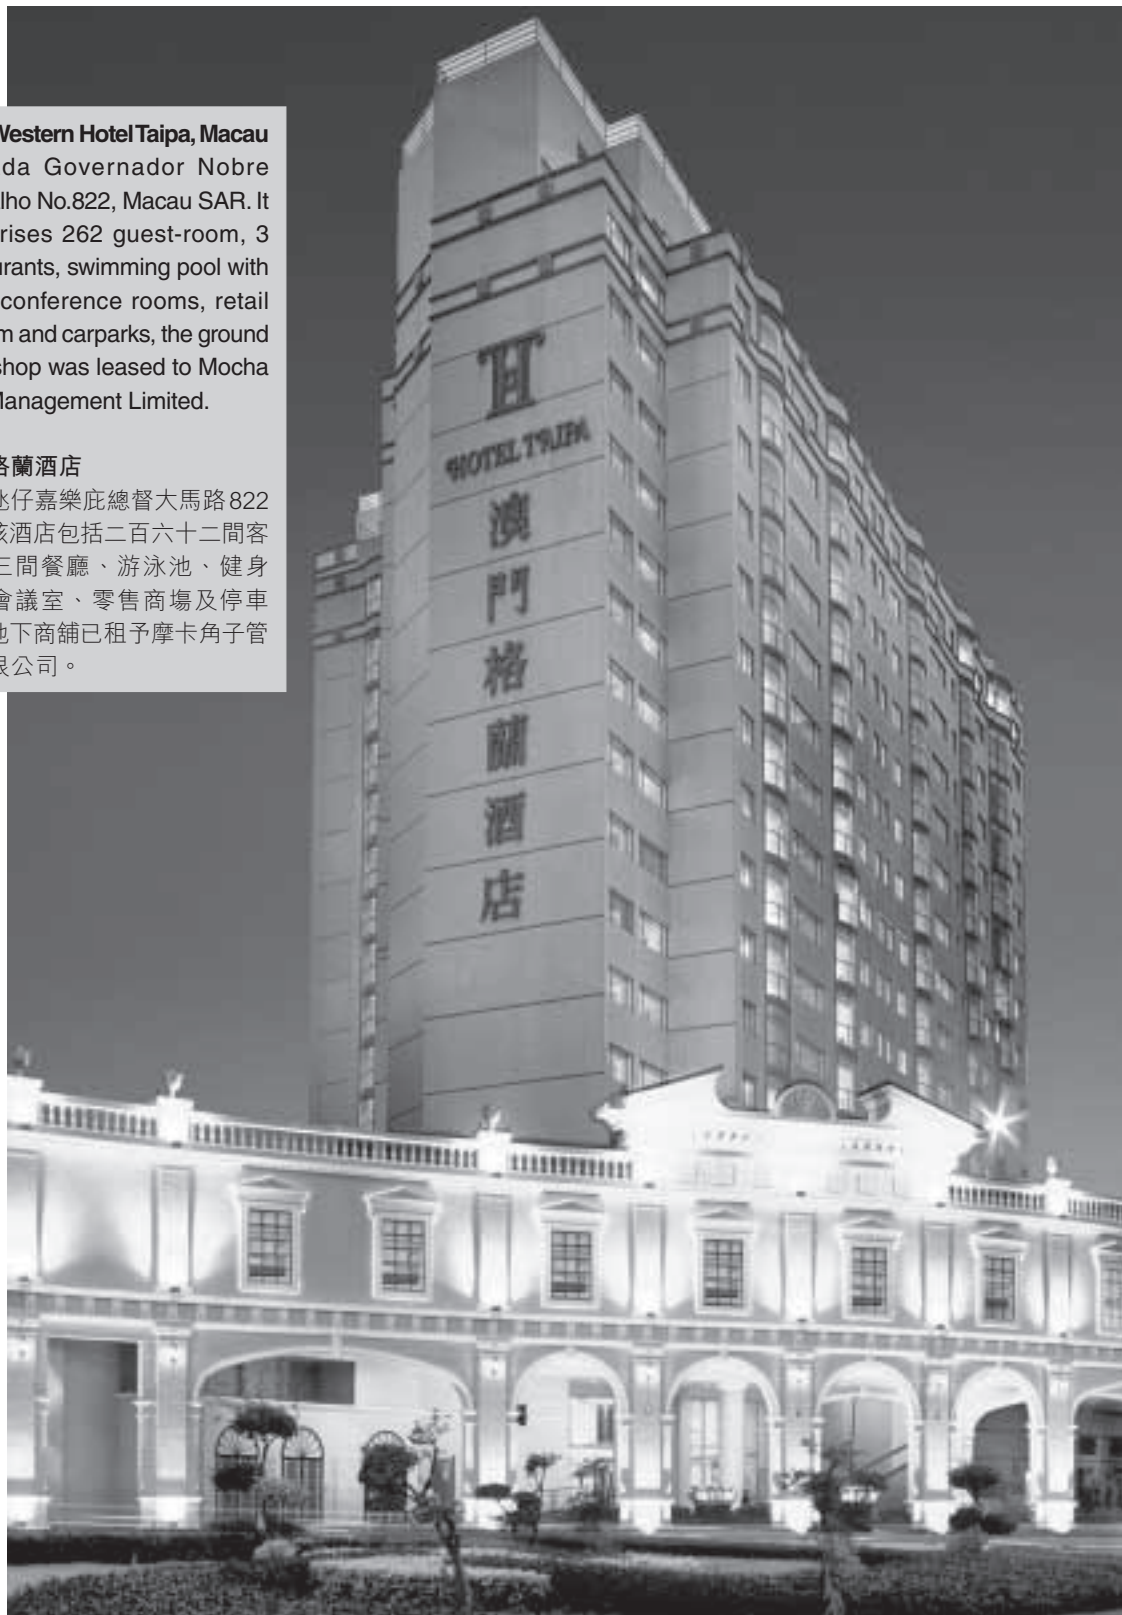 Western Hotel Taipa, Macau
da Governador Nobre
lho No.822, Macau SAR. It
rises 262 guest-room, 3
urants, swimming pool with
conference rooms, retail
m and carparks, the ground
shop was leased to Mocha
Management Limited.
格蘭酒店
氹仔嘉樂庇總督大馬路822
該酒店包括二百六十二間客
三間餐廳、游泳池、健身
會議室、零售商塲及停車
地下商舖已租予摩卡角子管
限公司。
H
HOTEL TAIPA
澳門格蘭酒店